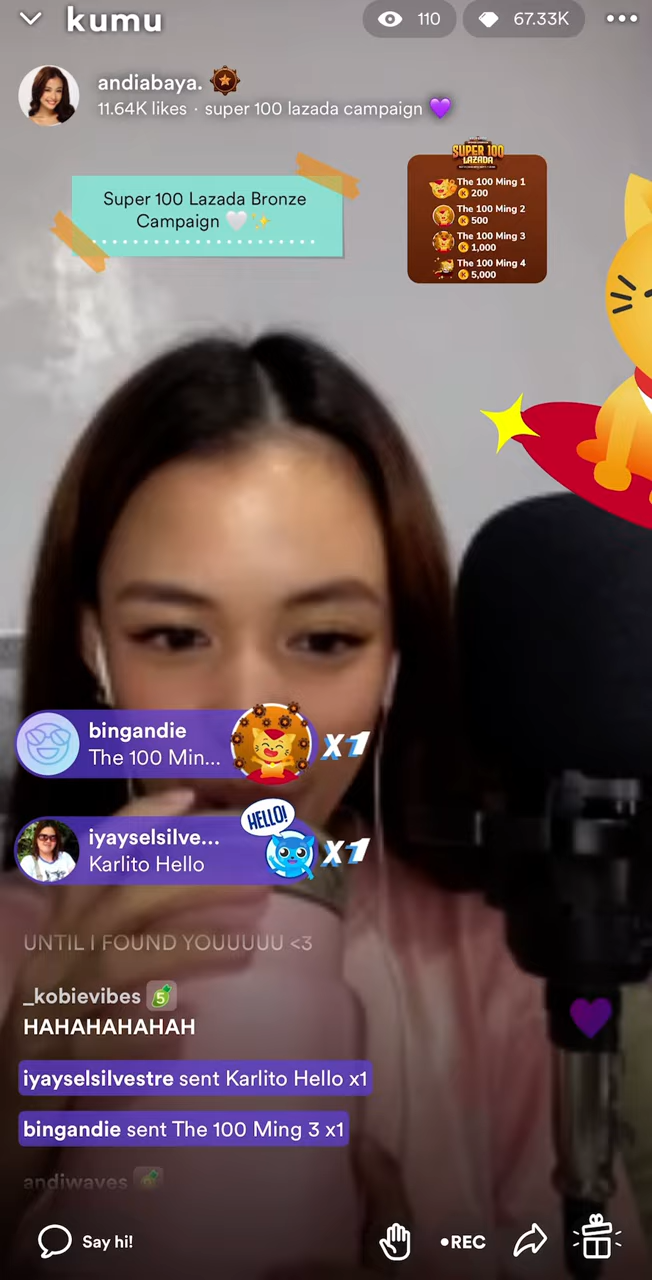 kumu
110
67.33K
andiabaya.
11.64K likes · super 100 lazada campaign 💜
Super 100 Lazada Bronze
Campaign 🤍✨
SUPER 100
LAZADA
The 100 Ming 1
K 200
The 100 Ming 2
K 500
The 100 Ming 3
K 1,000
The 100 Ming 4
K 5,000
bingandie
The 100 Min...
X1
HELLO!
iyayselsilve...
Karlito Hello
X1
UNTIL I FOUND YOUUUUU <3
_kobievibes 5
HAHAHAHAHAH
iyayselsilvestre sent Karlito Hello x1
bingandie sent The 100 Ming 3 x1
andiwaves
Say hi!
•REC